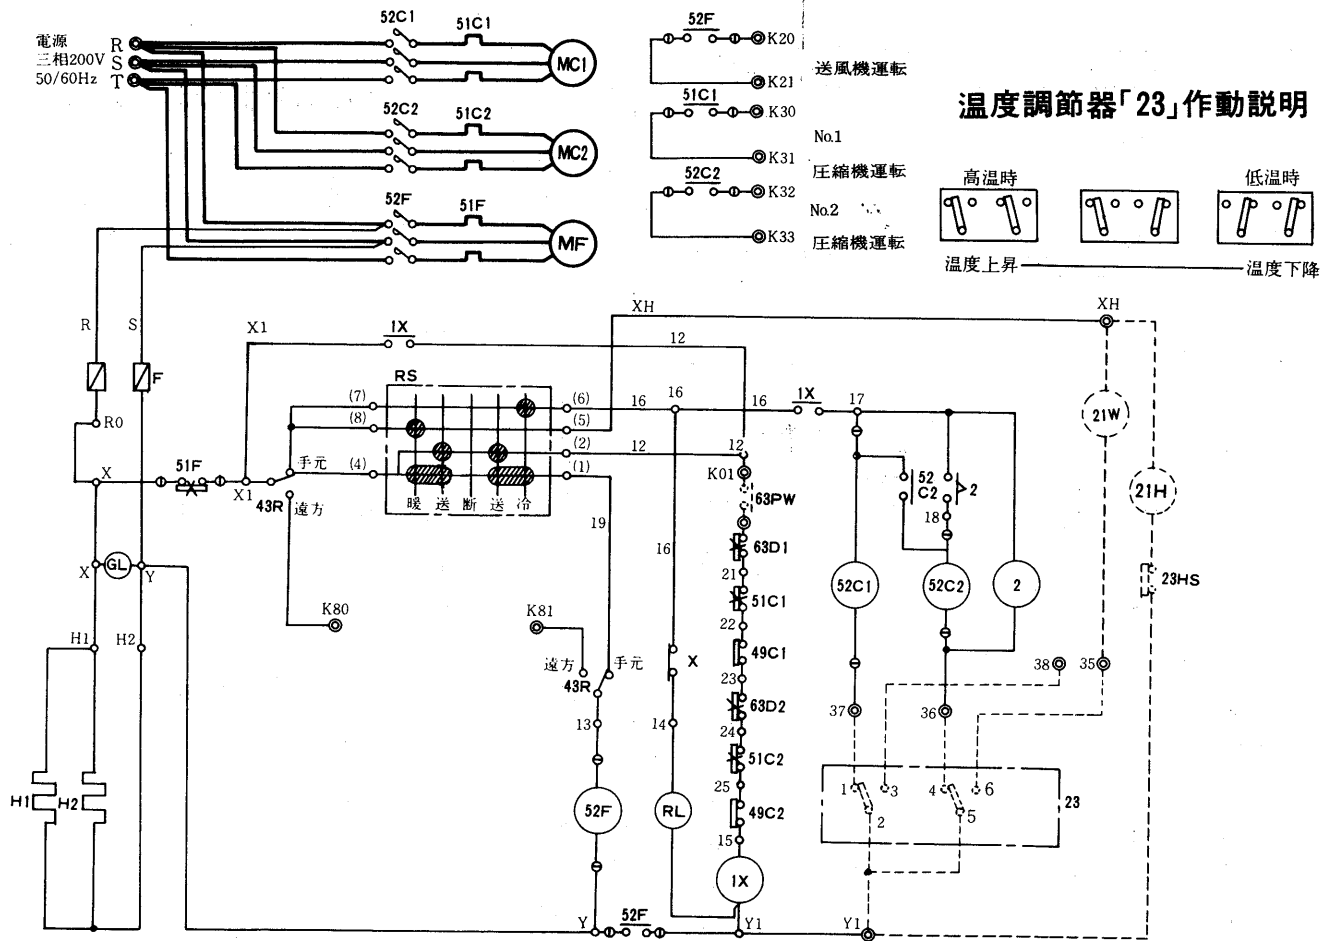 電源
三相200V
50/60Hz
R
S
T
52C1
51C1
MC1
52C2
51C2
MC2
52F
51F
MF
52F
K20
K21
送風機運転
51C1
K30
K31
No.1
圧縮機運転
52C2
K32
K33
No.2
圧縮機運転
温度調節器「23」作動説明
高温時
低温時
温度上昇
温度下降
R
S
F
R0
X
51F
X1
43R
手元
遠方
X1
1X
12
XH
XH
RS
(7)
(8)
(4)
(6)
(5)
(2)
(1)
暖
送
断
送
冷
16
16
16
1X
17
12
12
K01
63PW
63D1
21
51C1
22
49C1
23
63D2
24
51C2
25
49C2
15
1X
19
16
X
14
RL
K80
K81
遠方
手元
43R
13
52F
Y
52F
Y1
Y1
X
GL
Y
H1
H2
H1
H2
52
C2
2
18
52C1
52C2
2
21W
21H
23HS
38
35
37
36
1
3
4
6
2
5
23